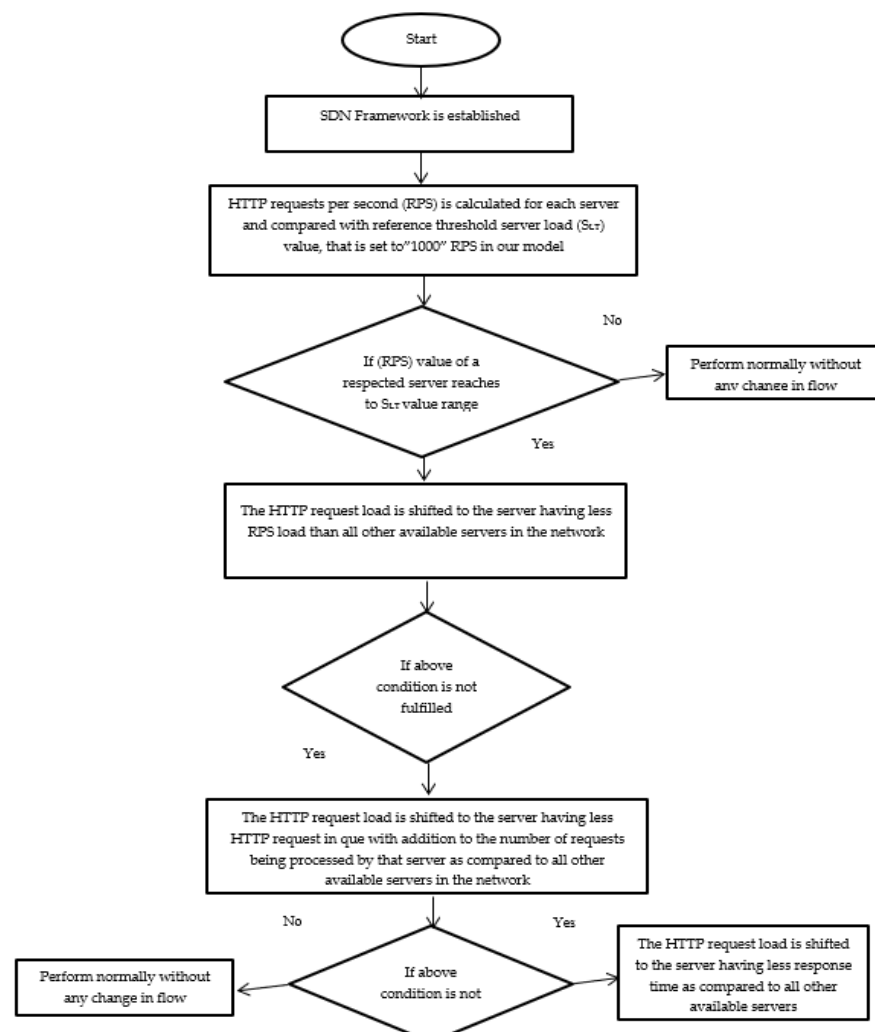 Start
SDN Framework is established
HTTP requests per second (RPS) is calculated for each server
and compared with reference threshold server load (SLT)
value, that is set to"1000" RPS in our model
No
If (RPS) value of a
respected server reaches
to SLT value range
Perform normally without
any change in flow
Yes
The HTTP request load is shifted to the server having less
RPS load than all other available servers in the network
If above
condition is not
fulfilled
Yes
The HTTP request load is shifted to the server having less
HTTP request in que with addition to the number of requests
being processed by that server as compared to all other
available servers in the network
No
Yes
Perform normally without
any change in flow
If above
condition is not
The HTTP request load is shifted
to the server having less response
time as compared to all other
available servers